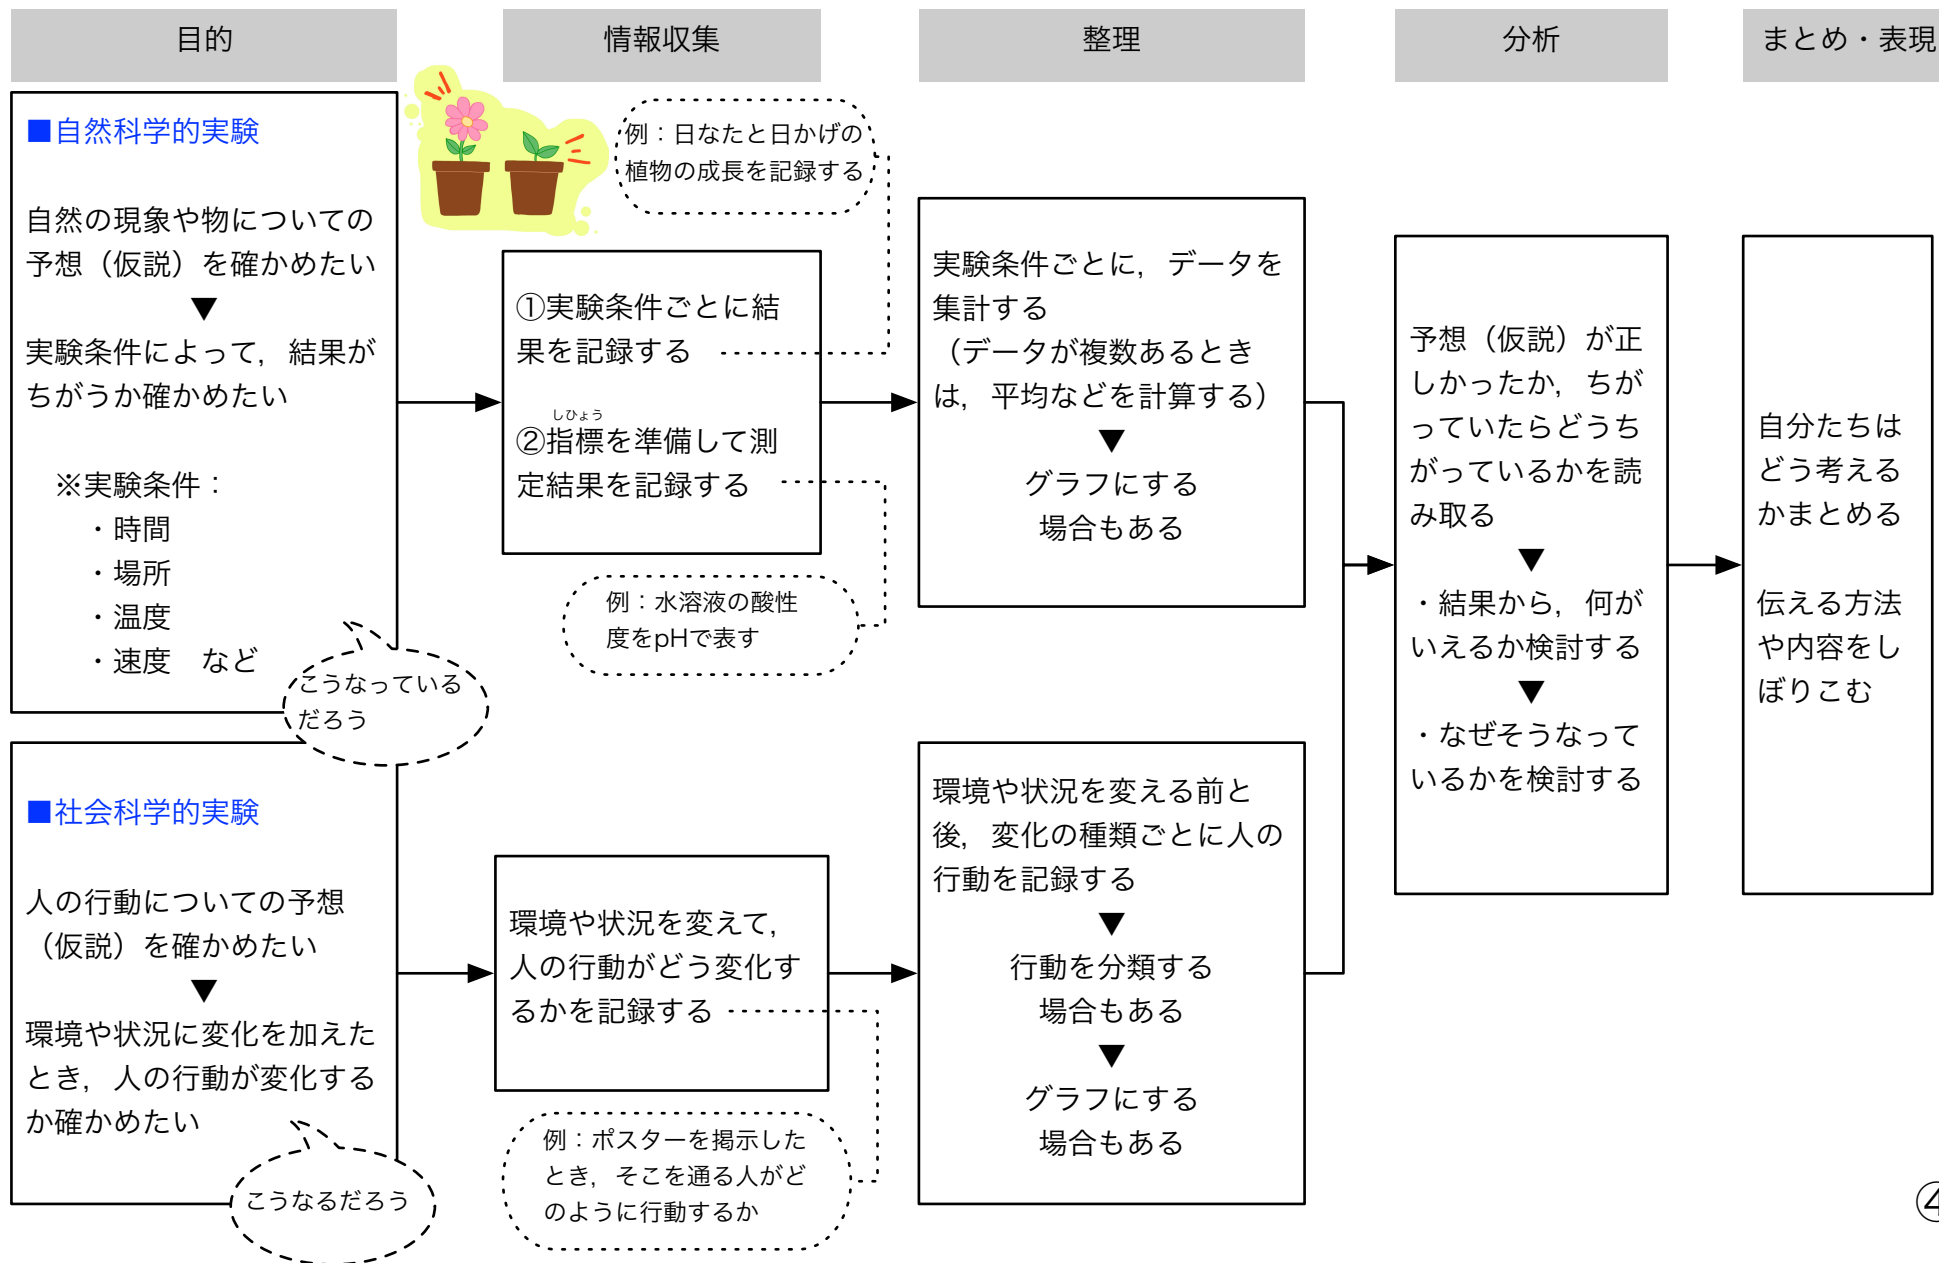 目的
情報収集
整理
分析
まとめ・表現
■自然科学的実験
自然の現象や物についての
予想（仮説）を確かめたい
▼
実験条件によって，結果が
ちがうか確かめたい
※実験条件：
・時間
・場所
・温度
・速度　など
こうなっている
だろう
例：日なたと日かげの
植物の成長を記録する
①実験条件ごとに結
果を記録する
しひょう
②指標を準備して測
定結果を記録する
例：水溶液の酸性
度をpHで表す
実験条件ごとに，データを
集計する
（データが複数あるとき
は，平均などを計算する）
▼
グラフにする
場合もある
■社会科学的実験
人の行動についての予想
（仮説）を確かめたい
▼
環境や状況に変化を加えた
とき，人の行動が変化する
か確かめたい
こうなるだろう
環境や状況を変えて，
人の行動がどう変化す
るかを記録する
例：ポスターを掲示した
とき，そこを通る人がど
のように行動するか
環境や状況を変える前と
後，変化の種類ごとに人の
行動を記録する
▼
行動を分類する
場合もある
▼
グラフにする
場合もある
予想（仮説）が正
しかったか，ちが
っていたらどうち
がっているかを読
み取る
▼
・結果から，何が
いえるか検討する
▼
・なぜそうなって
いるかを検討する
自分たちは
どう考える
かまとめる
伝える方法
や内容をし
ぼりこむ
④